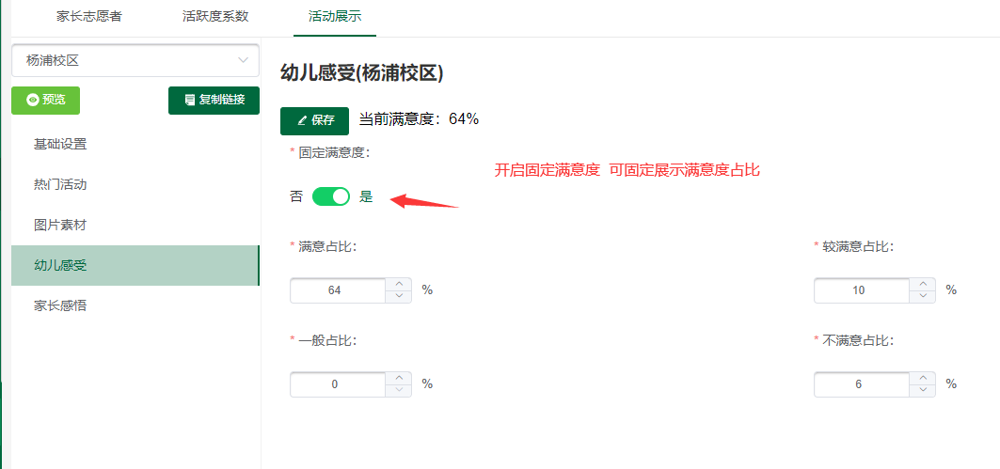 家长志愿者 活跃度系数 活动展示
杨浦校区
预览 复制链接
基础设置
热门活动
图片素材
幼儿感受
家长感悟
幼儿感受(杨浦校区)
保存 当前满意度：64%
* 固定满意度：
开启固定满意度 可固定展示满意度占比
否 是
* 满意占比： * 较满意占比：
64 % 10 %
* 一般占比： * 不满意占比：
0 % 6 %